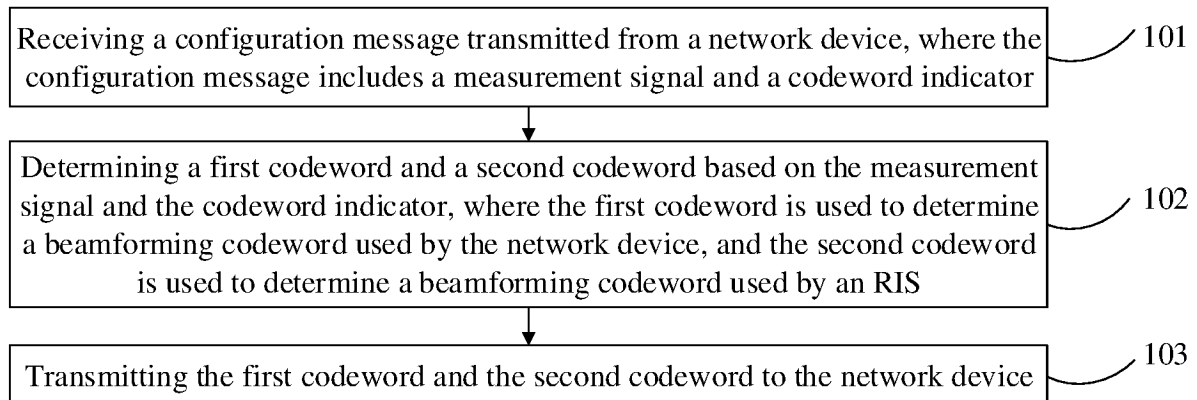 Receiving a configuration message transmitted from a network device, where the
configuration message includes a measurement signal and a codeword indicator
101
Determining a first codeword and a second codeword based on the measurement
signal and the codeword indicator, where the first codeword is used to determine
a beamforming codeword used by the network device, and the second codeword
is used to determine a beamforming codeword used by an RIS
102
Transmitting the first codeword and the second codeword to the network device
103